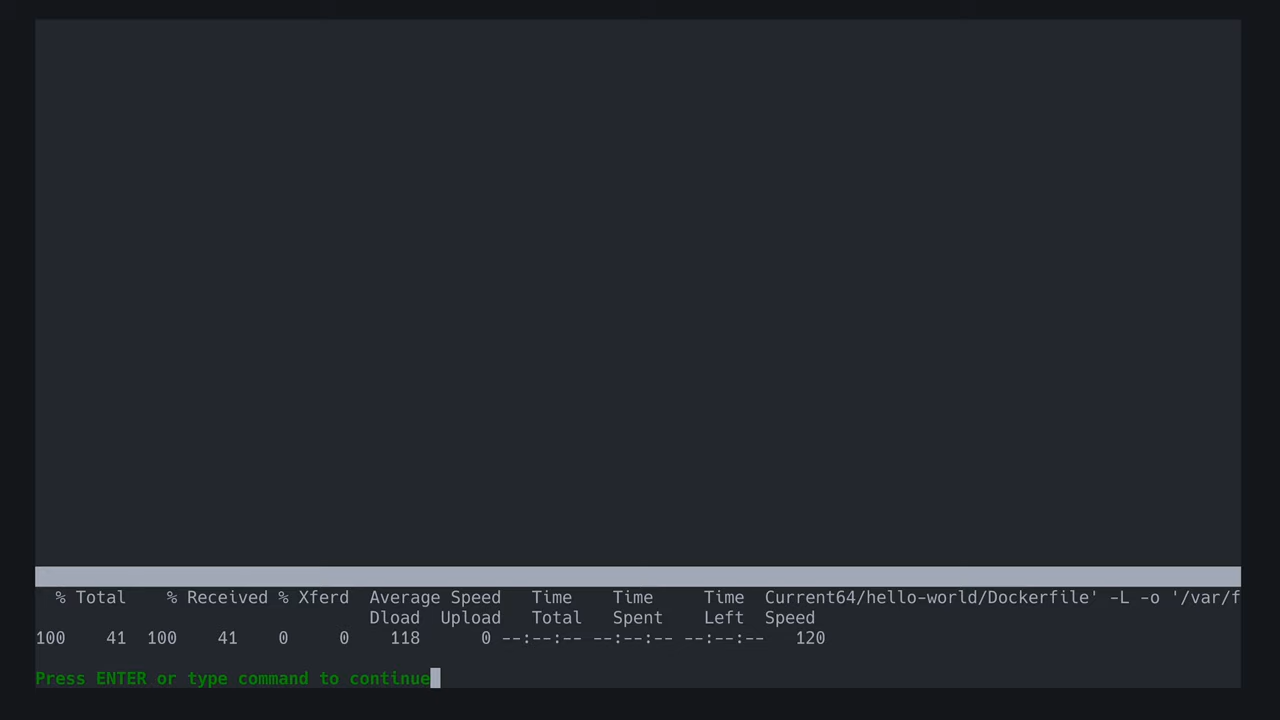 % Total % Received % Xferd Average Speed Time Time Time Current64/hello-world/Dockerfile' -L -o '/var/f
Dload Upload Total Spent Left Speed
100 41 100 41 0 0 118 0 --:--:-- --:--:-- --:--:-- 120
Press ENTER or type command to continue